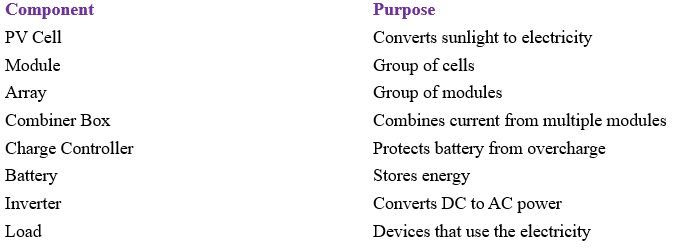 Component Purpose
PV Cell Converts sunlight to electricity
Module Group of cells
Array Group of modules
Combiner Box Combines current from multiple modules
Charge Controller Protects battery from overcharge
Battery Stores energy
Inverter Converts DC to AC power
Load Devices that use the electricity